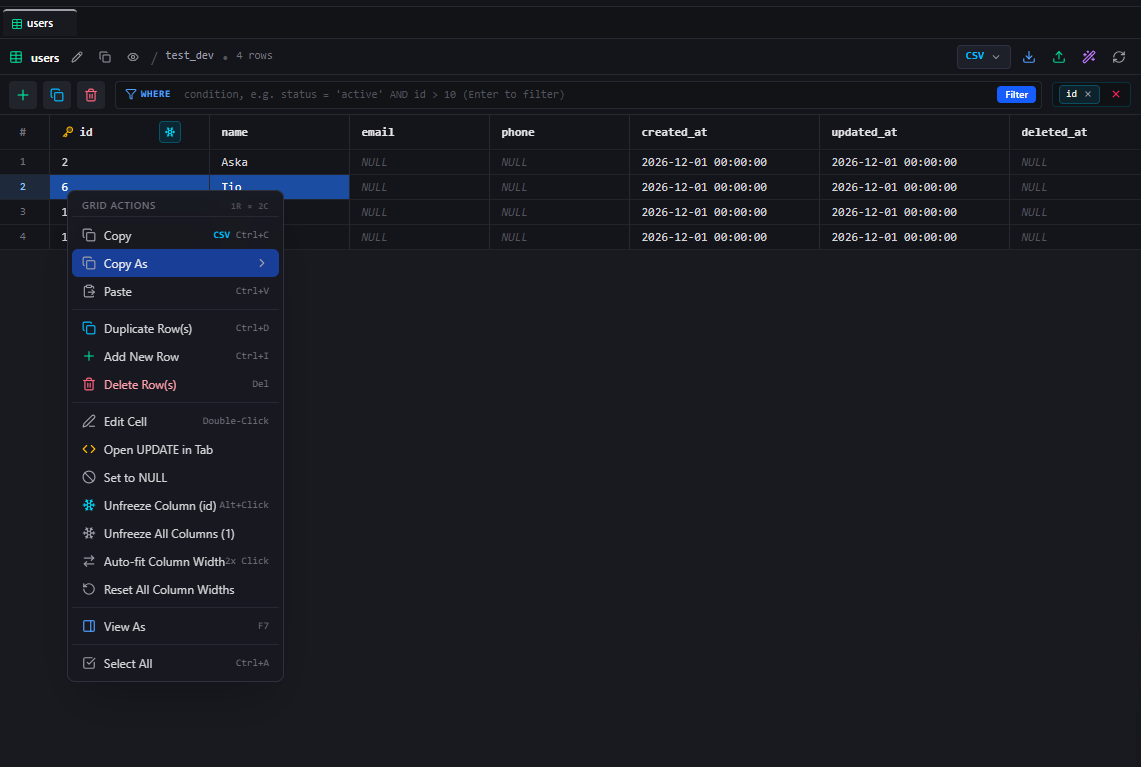 users
users / test_dev • 4 rows CSV
WHERE condition, e.g. status = 'active' AND id > 10 (Enter to filter) Filter id ×
# id name email phone created_at updated_at deleted_at
1 2 Aska NULL NULL 2026-12-01 00:00:00 2026-12-01 00:00:00 NULL
2 6 Tio NULL NULL 2026-12-01 00:00:00 2026-12-01 00:00:00 NULL
3 1 NULL NULL 2026-12-01 00:00:00 2026-12-01 00:00:00 NULL
4 1 NULL NULL 2026-12-01 00:00:00 2026-12-01 00:00:00 NULL
GRID ACTIONS 1R × 2C
Copy CSV Ctrl+C
Copy As
Paste Ctrl+V
Duplicate Row(s) Ctrl+D
Add New Row Ctrl+I
Delete Row(s) Del
Edit Cell Double-Click
Open UPDATE in Tab
Set to NULL
Unfreeze Column (id) Alt+Click
Unfreeze All Columns (1)
Auto-fit Column Width 2x Click
Reset All Column Widths
View As F7
Select All Ctrl+A